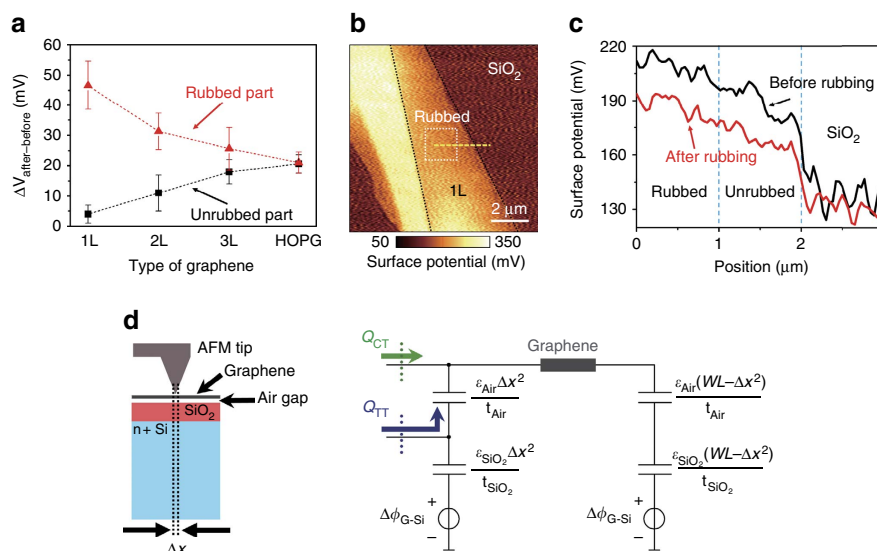 a
ΔV after–before (mV)
60
50
40
30
20
10
0
Rubbed part
Unrubbed part
1L 2L 3L HOPG
Type of graphene
b
SiO2
Rubbed
1L
2 μm
50 350
Surface potential (mV)
c
Surface potential (mV)
220
190
160
130
Before rubbing
SiO2
After rubbing
Rubbed Unrubbed
0 1 2
Position (μm)
d
AFM tip
Graphene
Air gap
SiO2
n+ Si
Δx
QCT
Graphene
εAirΔx²
tAir
εAir(WL–Δx²)
tAir
QTT
εSiO2Δx²
tSiO2
εSiO2(WL–Δx²)
tSiO2
ΔϕG-Si + –
ΔϕG-Si + –